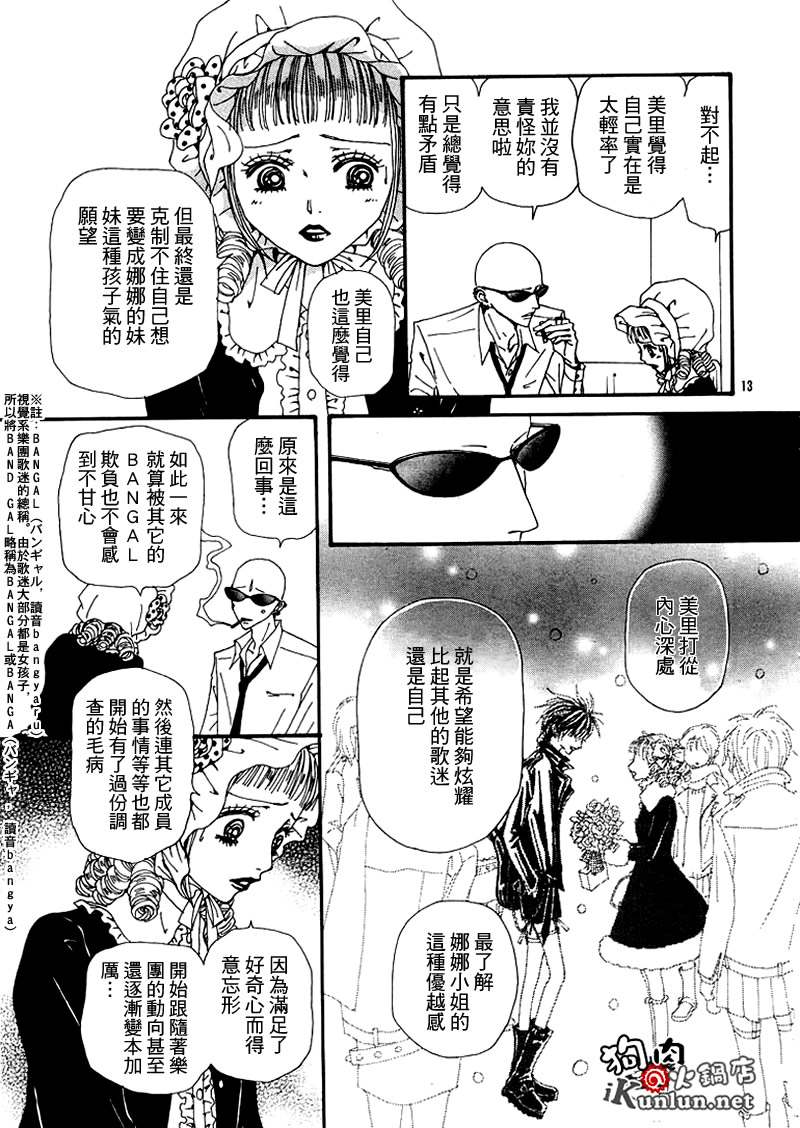 對不起…
美里覺得
自己實在是
太輕率了
我並沒有
責怪妳的
意思啦
只是總覺得
有點矛盾
美里自己
也這麼覺得
但最終還是
克制不住自己想
要變成娜娜的妹
妹這種孩子氣的
願望
13
美里打從
內心深處
就是希望能夠炫耀
比起其他的歌迷
還是自己
最了解
娜娜小姐的
這種優越感
原來是這
麼回事…
如此一來
就算被其它的
BANGAL
欺負也不會感
到不甘心
然後連其它成員
的事情等等也都
開始有了過份調
查的毛病
因為滿足了
好奇心而得
意忘形
開始跟隨著樂
團的動向甚至
還逐漸變本加
厲…
※註：BANGAL（バンギャル，讀音bangyaru）
視覺系樂團歌迷的總稱。由於歌迷大部分都是女孩子，
所以將BAND GAL略稱為BANGAL或BANGA（バンギャ，讀音bangya）
狗肉火鍋店
iKunlun.net